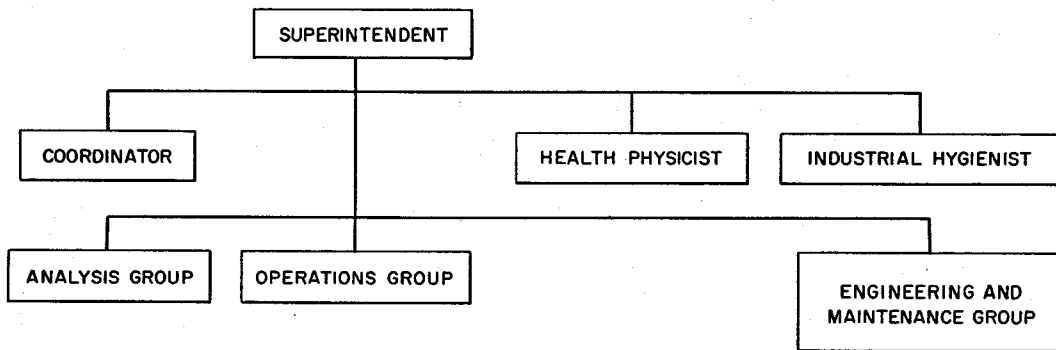 SUPERINTENDENT
COORDINATOR
HEALTH PHYSICIST
INDUSTRIAL HYGIENIST
ANALYSIS GROUP
OPERATIONS GROUP
ENGINEERING AND
MAINTENANCE GROUP